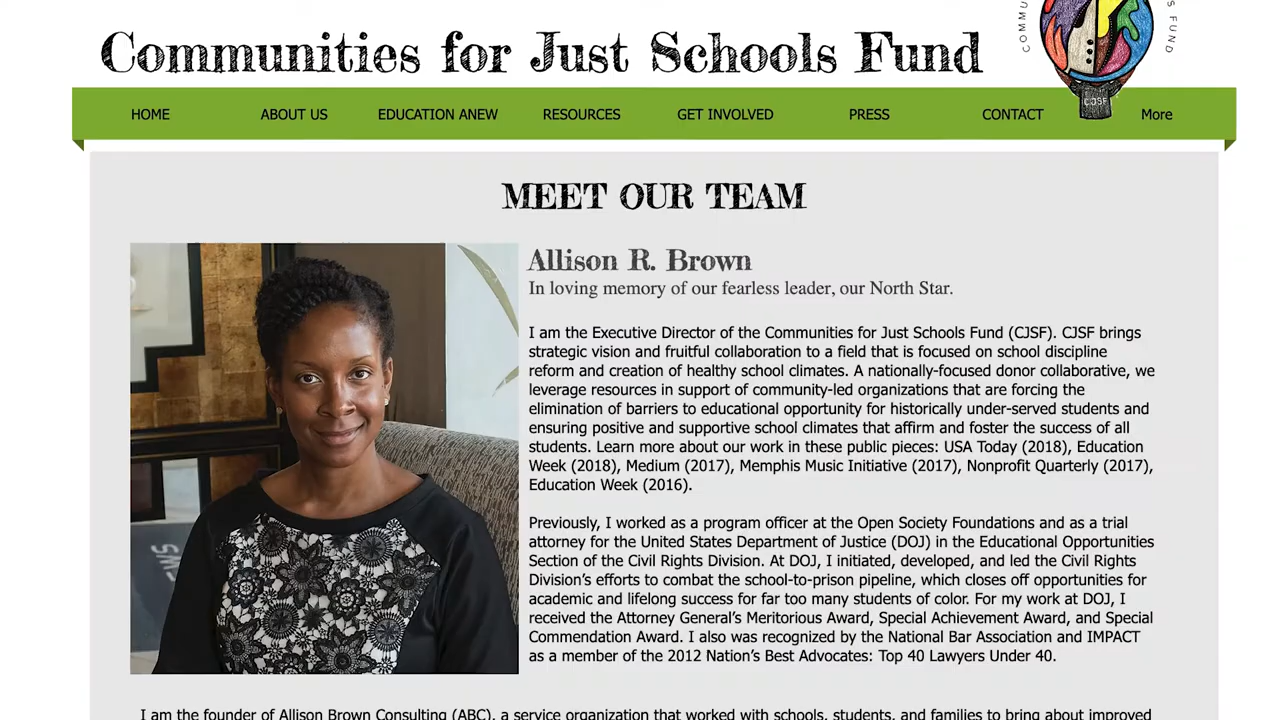 Communities for Just Schools Fund
COMMU
S FUND
CJSF
HOME ABOUT US EDUCATION ANEW RESOURCES GET INVOLVED PRESS CONTACT More
MEET OUR TEAM
Allison R. Brown
In loving memory of our fearless leader, our North Star.
I am the Executive Director of the Communities for Just Schools Fund (CJSF). CJSF brings
strategic vision and fruitful collaboration to a field that is focused on school discipline
reform and creation of healthy school climates. A nationally-focused donor collaborative, we
leverage resources in support of community-led organizations that are forcing the
elimination of barriers to educational opportunity for historically under-served students and
ensuring positive and supportive school climates that affirm and foster the success of all
students. Learn more about our work in these public pieces: USA Today (2018), Education
Week (2018), Medium (2017), Memphis Music Initiative (2017), Nonprofit Quarterly (2017),
Education Week (2016).
Previously, I worked as a program officer at the Open Society Foundations and as a trial
attorney for the United States Department of Justice (DOJ) in the Educational Opportunities
Section of the Civil Rights Division. At DOJ, I initiated, developed, and led the Civil Rights
Division's efforts to combat the school-to-prison pipeline, which closes off opportunities for
academic and lifelong success for far too many students of color. For my work at DOJ, I
received the Attorney General's Meritorious Award, Special Achievement Award, and Special
Commendation Award. I also was recognized by the National Bar Association and IMPACT
as a member of the 2012 Nation's Best Advocates: Top 40 Lawyers Under 40.
I am the founder of Allison Brown Consulting (ABC), a service organization that worked with schools, students, and families to bring about improved